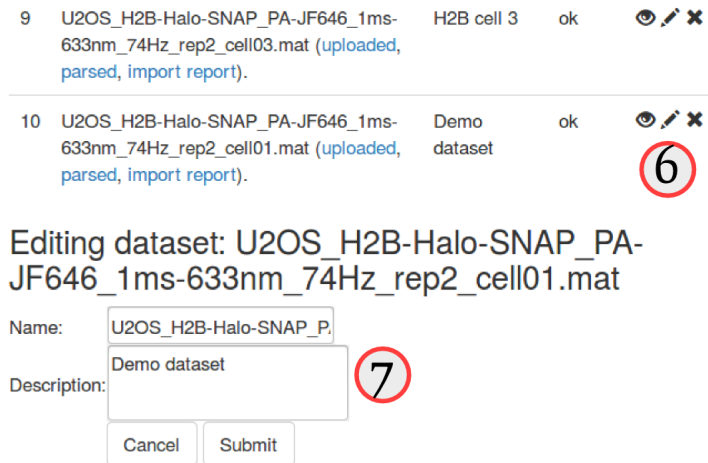 9 U2OS_H2B-Halo-SNAP_PA-JF646_1ms- H2B cell 3 ok
633nm_74Hz_rep2_cell03.mat (uploaded,
parsed, import report).
10 U2OS_H2B-Halo-SNAP_PA-JF646_1ms- Demo ok
633nm_74Hz_rep2_cell01.mat (uploaded, dataset
parsed, import report).
6
Editing dataset: U2OS_H2B-Halo-SNAP_PA-
JF646_1ms-633nm_74Hz_rep2_cell01.mat
Name: U2OS_H2B-Halo-SNAP_P
Description: Demo dataset
7
Cancel Submit